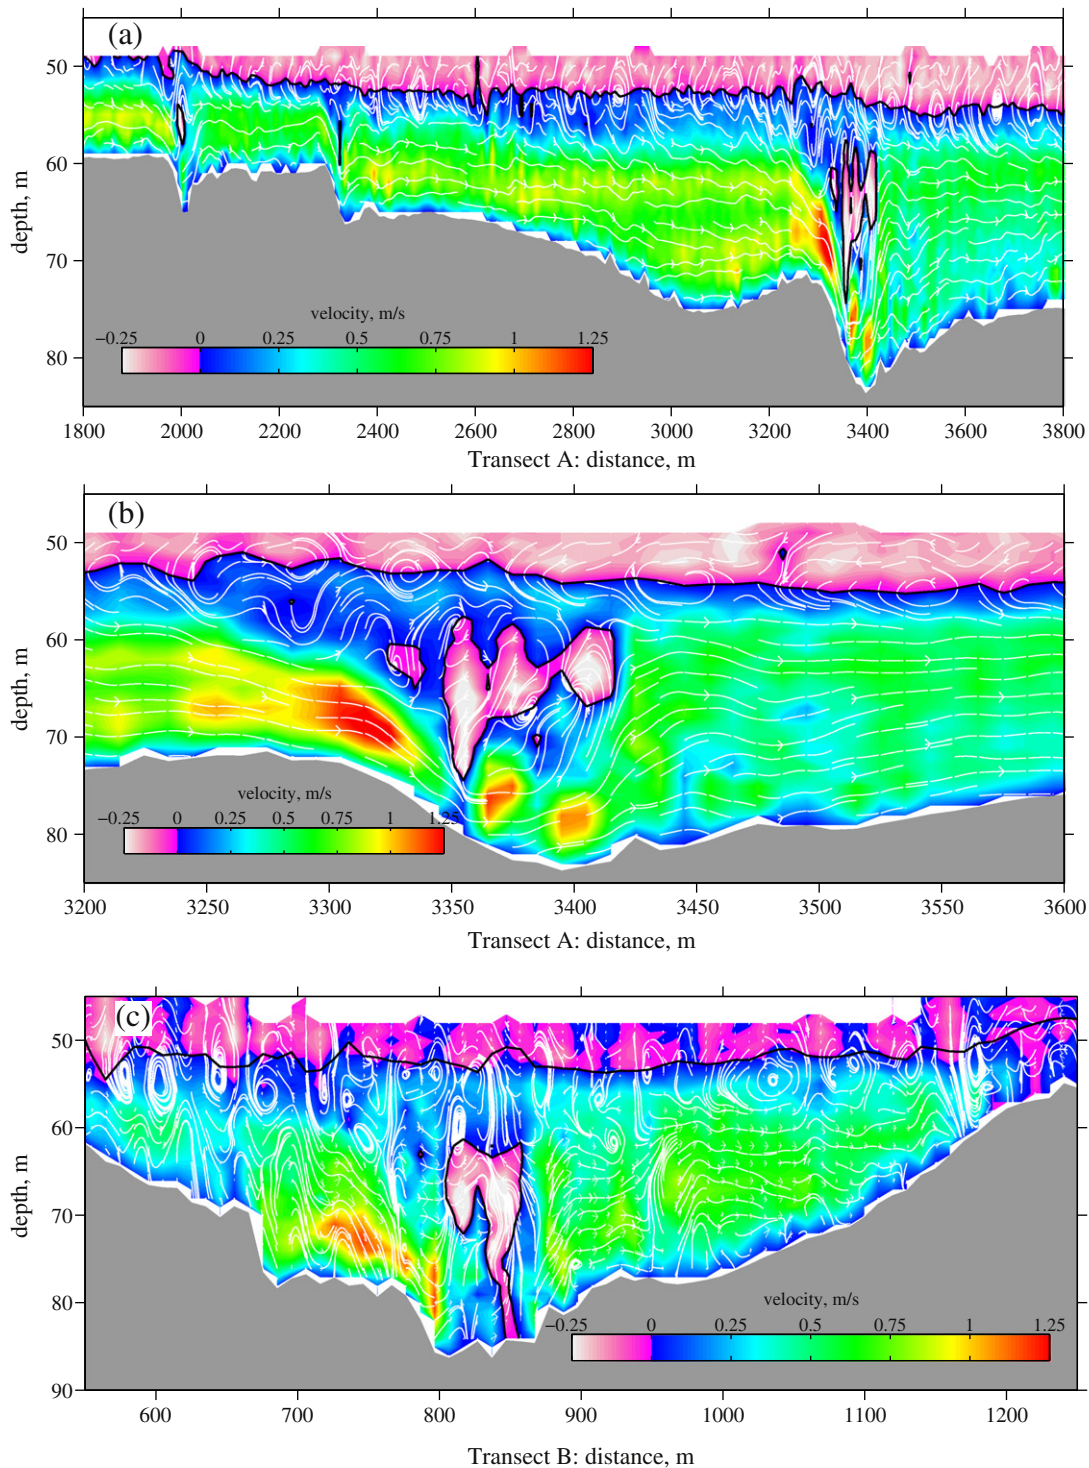 (a)
50
60
70
80
depth, m
velocity, m/s
−0.25 0 0.25 0.5 0.75 1 1.25
1800 2000 2200 2400 2600 2800 3000 3200 3400 3600 3800
Transect A: distance, m
(b)
50
60
70
80
depth, m
velocity, m/s
−0.25 0 0.25 0.5 0.75 1 1.25
3200 3250 3300 3350 3400 3450 3500 3550 3600
Transect A: distance, m
(c)
50
60
70
80
90
depth, m
velocity, m/s
−0.25 0 0.25 0.5 0.75 1 1.25
600 700 800 900 1000 1100 1200
Transect B: distance, m